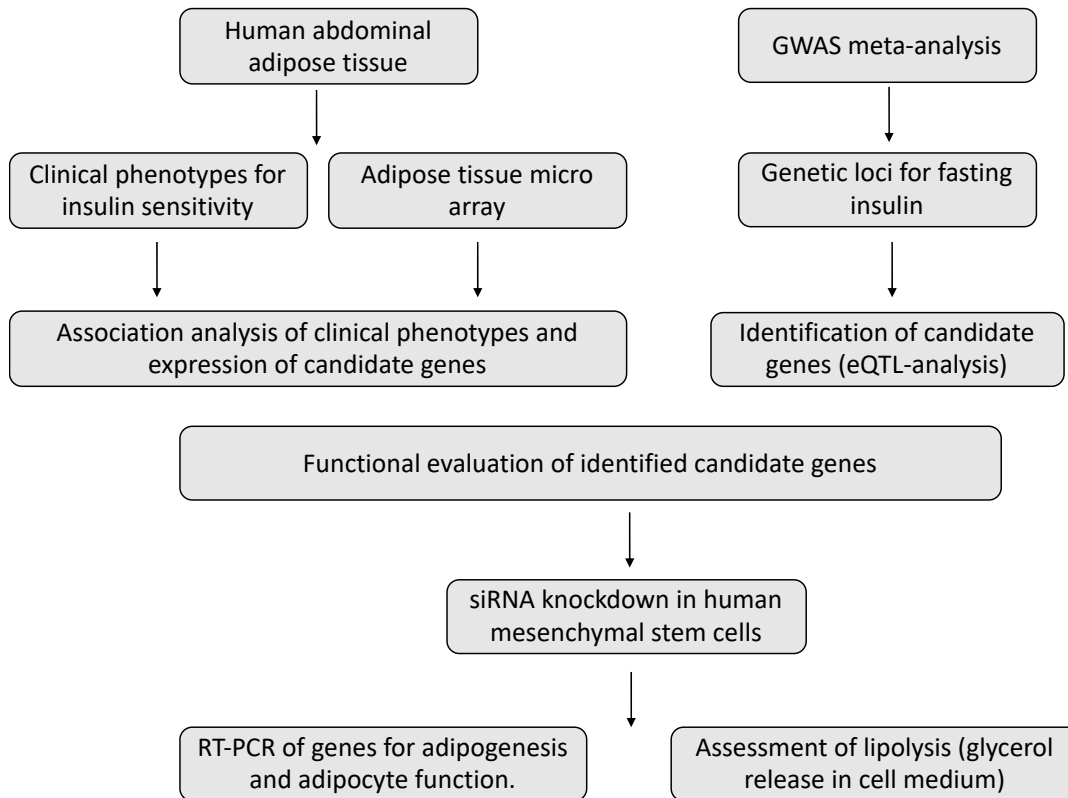 Human abdominal
adipose tissue
GWAS meta-analysis
Clinical phenotypes for
insulin sensitivity
Adipose tissue micro
array
Genetic loci for fasting
insulin
Association analysis of clinical phenotypes and
expression of candidate genes
Identification of candidate
genes (eQTL-analysis)
Functional evaluation of identified candidate genes
siRNA knockdown in human
mesenchymal stem cells
RT-PCR of genes for adipogenesis
and adipocyte function.
Assessment of lipolysis (glycerol
release in cell medium)